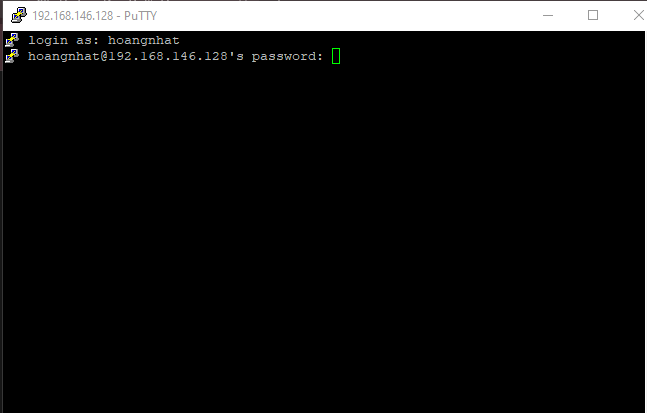 192.168.146.128 - PuTTY
login as: hoangnhat
hoangnhat@192.168.146.128's password: